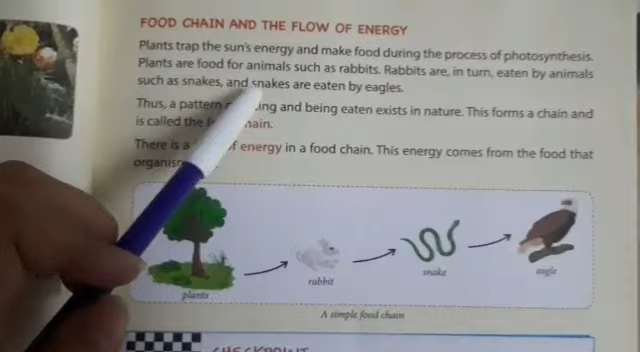 FOOD CHAIN AND THE FLOW OF ENERGY
Plants trap the sun's energy and make food during the process of photosynthesis.
Plants are food for animals such as rabbits. Rabbits are, in turn, eaten by animals
such as snakes, and snakes are eaten by eagles.
Thus, a pattern and being eaten exists in nature. This forms a chain and
is called the
There is a of energy in a food chain. This energy comes from the food that
plants
rabbit
snake
eagle
A simple food chain
CHECKPOINT